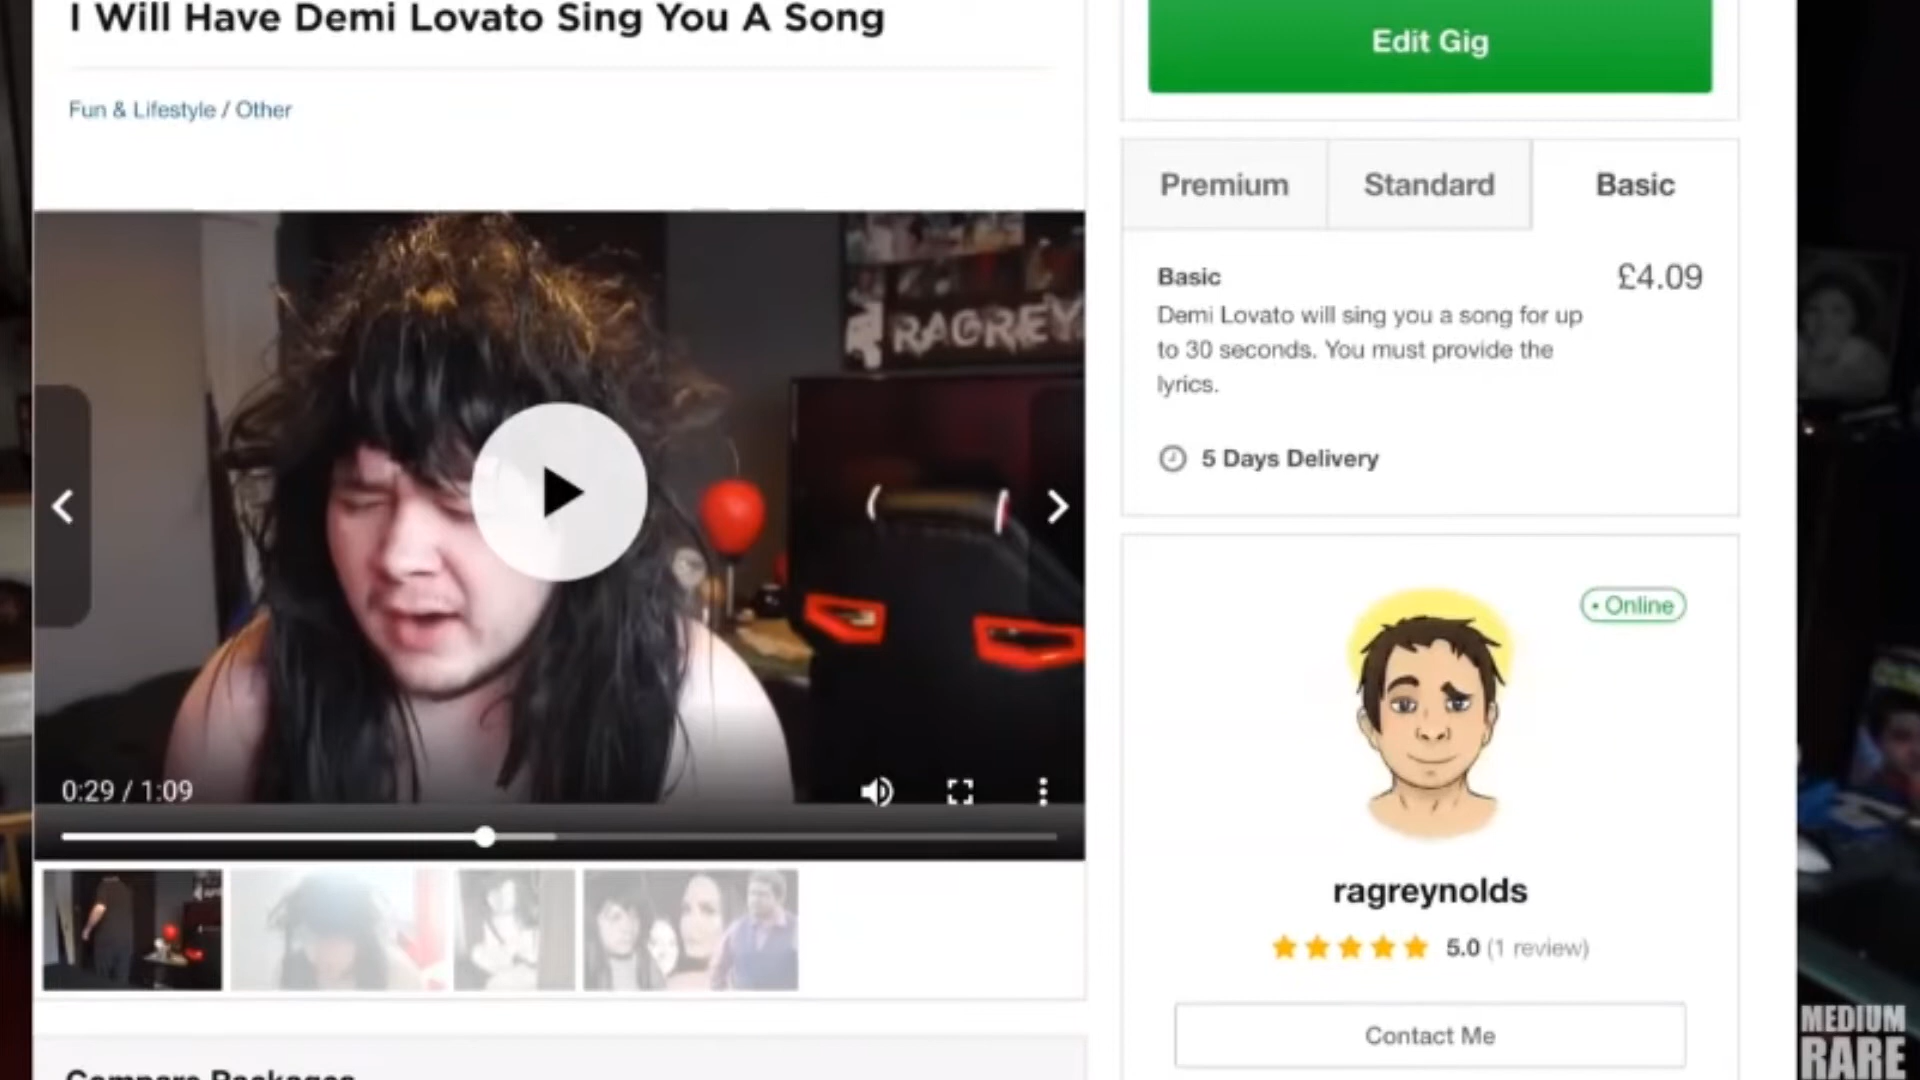 I Will Have Demi Lovato Sing You A Song
Fun & Lifestyle / Other
RAGREY
0:29 / 1:09
Compare Packages
Edit Gig
Premium
Standard
Basic
Basic
£4.09
Demi Lovato will sing you a song for up
to 30 seconds. You must provide the
lyrics.
5 Days Delivery
• Online
ragreynolds
5.0 (1 review)
Contact Me
MEDIUM
RARE